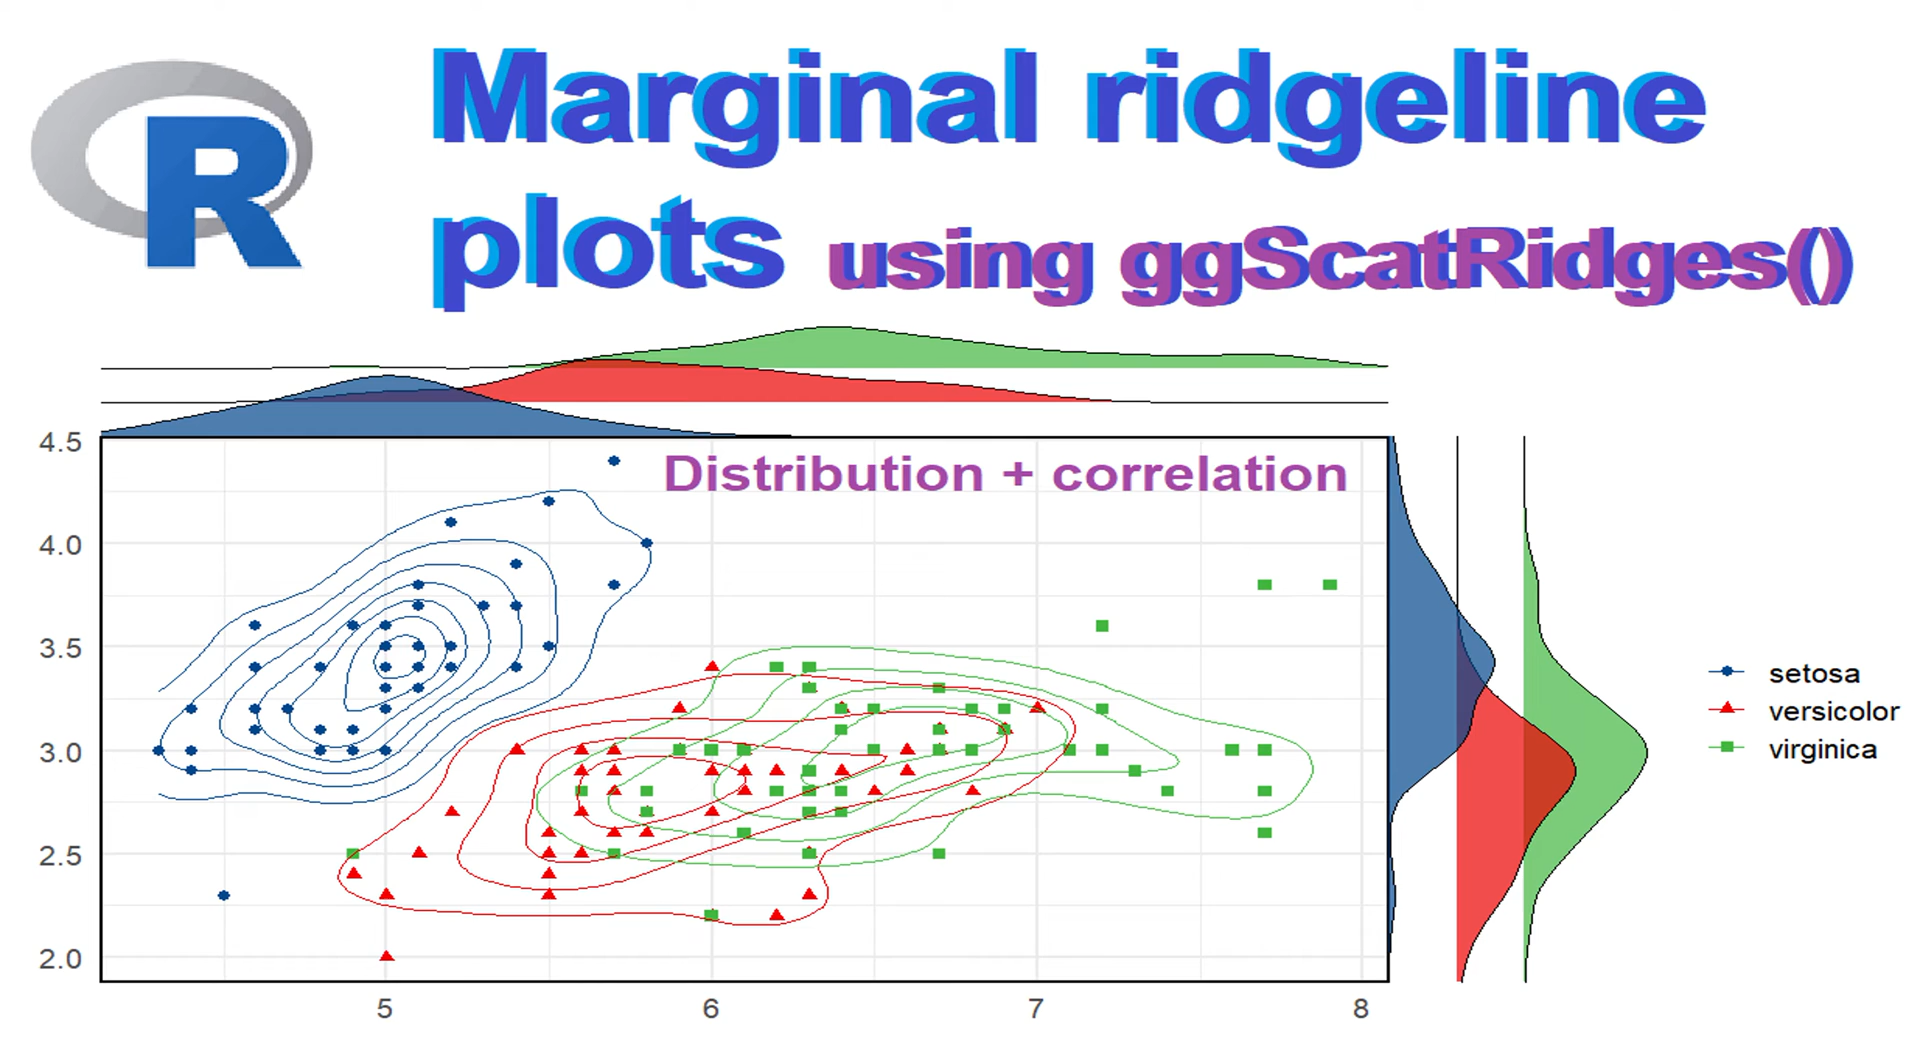 R
Marginal ridgeline
plots using ggScatRidges()
Distribution + correlation
4.5
4.0
3.5
3.0
2.5
2.0
5 6 7 8
setosa
versicolor
virginica